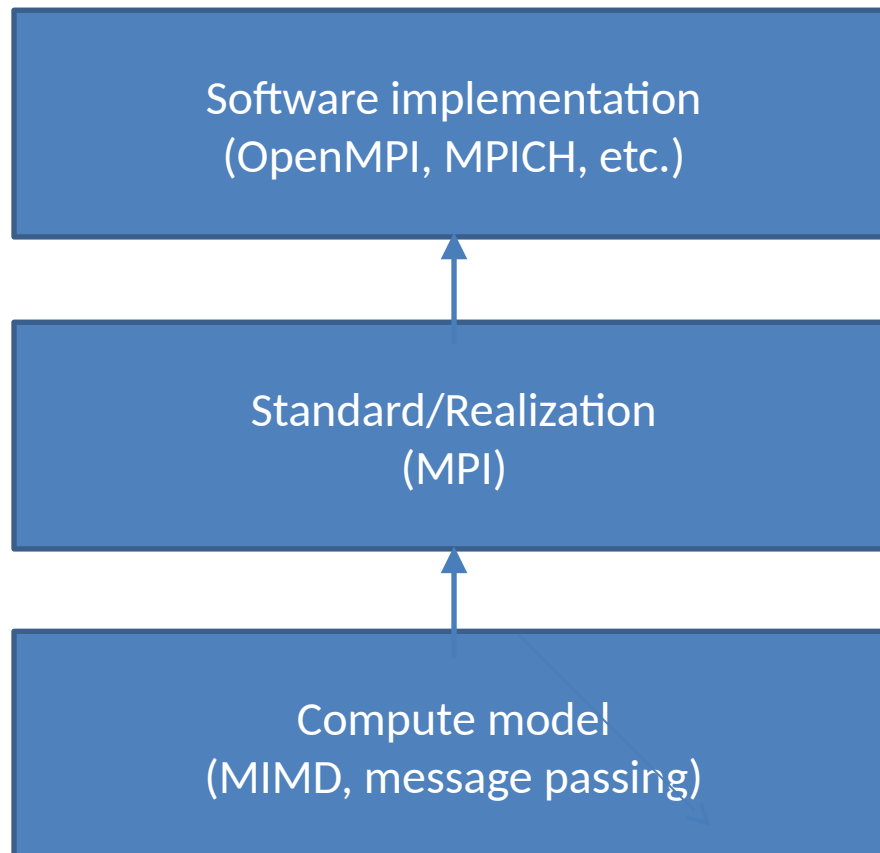 Software implementation
(OpenMPI, MPICH, etc.)
Standard/Realization
(MPI)
Compute model
(MIMD, message passing)